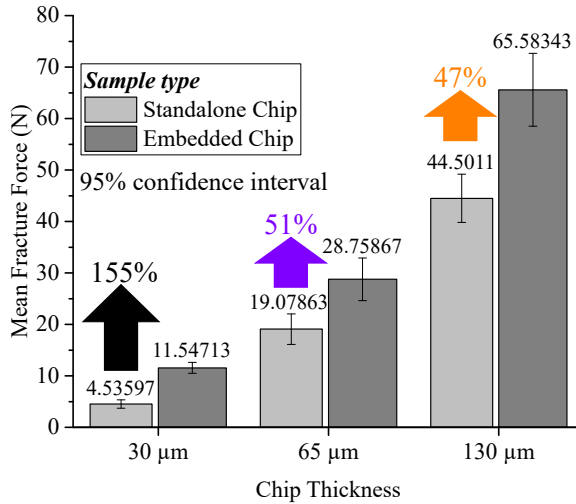 80
70
60
50
40
30
20
10
0
Mean Fracture Force (N)
Sample type
Standalone Chip
Embedded Chip
95% confidence interval
155%
51%
47%
4.53597
11.54713
19.07863
28.75867
44.5011
65.58343
30 µm
65 µm
130 µm
Chip Thickness